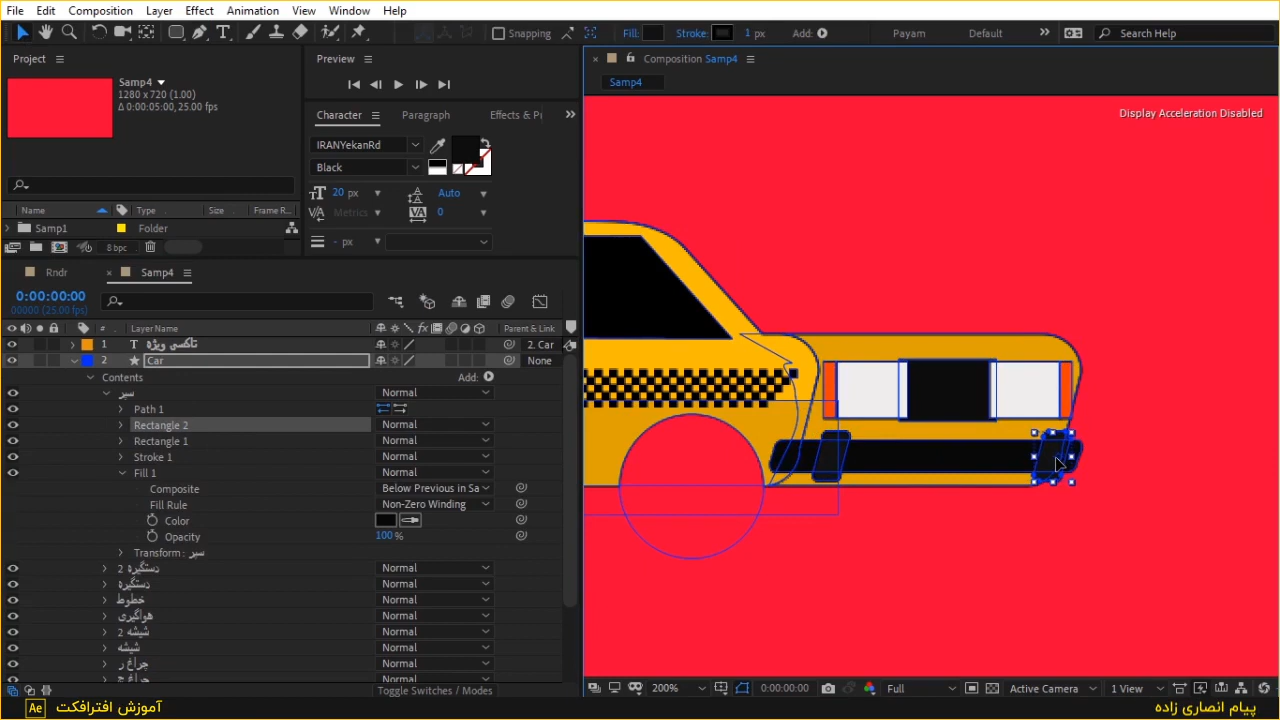 File Edit Composition Layer Effect Animation View Window Help
Snapping Fill: Stroke: 1 px Add: Payam Default Search Help
Project
Samp4
1280 x 720 (1.00)
Δ 0:00:05:00, 25.00 fps
Name Type Size Frame R...
Samp1 Folder
8 bpc
Preview
Character Paragraph Effects & Pi
IRANYekanRd
Black
20 px Auto
Metrics 0
- px
Composition Samp4
Samp4
Display Acceleration Disabled
Rndr Samp4
0:00:00:00
00000 (25.00 fps)
# Layer Name Parent & Link
1 T تاکسی ویژه 2. Car
2 Car None
Contents Add:
سپر Normal
Path 1
Rectangle 2 Normal
Rectangle 1 Normal
Stroke 1 Normal
Fill 1 Normal
Composite Below Previous in Sa
Fill Rule Non-Zero Winding
Color
Opacity 100 %
Transform : سپر
دستگیره 2 Normal
دستگیره Normal
خطوط Normal
هواگیری Normal
شیشه 2 Normal
شیشه Normal
چراغ ر Normal
چراغ ج Normal
Toggle Switches / Modes
200% 0:00:00:00 Full Active Camera 1 View
Ae آموزش افترافکت
پیام انصاری زاده